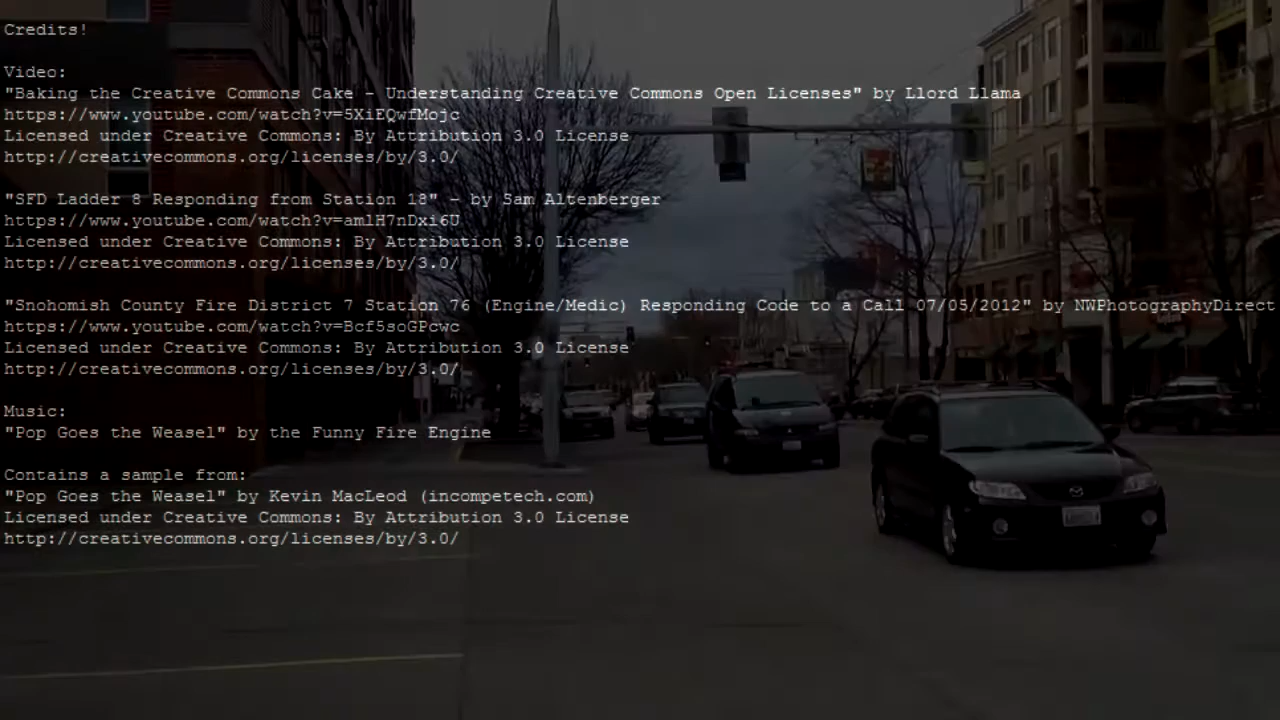 Credits!
Video:
"Baking the Creative Commons Cake - Understanding Creative Commons Open Licenses" by Llord Llama
https://www.youtube.com/watch?v=5XiEQwfMojc
Licensed under Creative Commons: By Attribution 3.0 License
http://creativecommons.org/licenses/by/3.0/
"SFD Ladder 8 Responding from Station 18" - by Sam Altenberger
https://www.youtube.com/watch?v=amlH7nDxi6U
Licensed under Creative Commons: By Attribution 3.0 License
http://creativecommons.org/licenses/by/3.0/
"Snohomish County Fire District 7 Station 76 (Engine/Medic) Responding Code to a Call 07/05/2012" by NWPhotographyDirect
https://www.youtube.com/watch?v=Bcf5soGPcwc
Licensed under Creative Commons: By Attribution 3.0 License
http://creativecommons.org/licenses/by/3.0/
Music:
"Pop Goes the Weasel" by the Funny Fire Engine
Contains a sample from:
"Pop Goes the Weasel" by Kevin MacLeod (incompetech.com)
Licensed under Creative Commons: By Attribution 3.0 License
http://creativecommons.org/licenses/by/3.0/